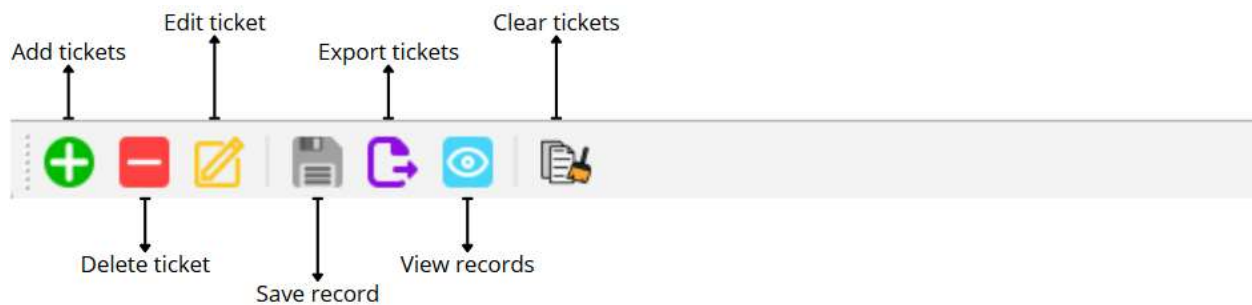 Edit ticket
Clear tickets
Add tickets
Export tickets
Delete ticket
View records
Save record